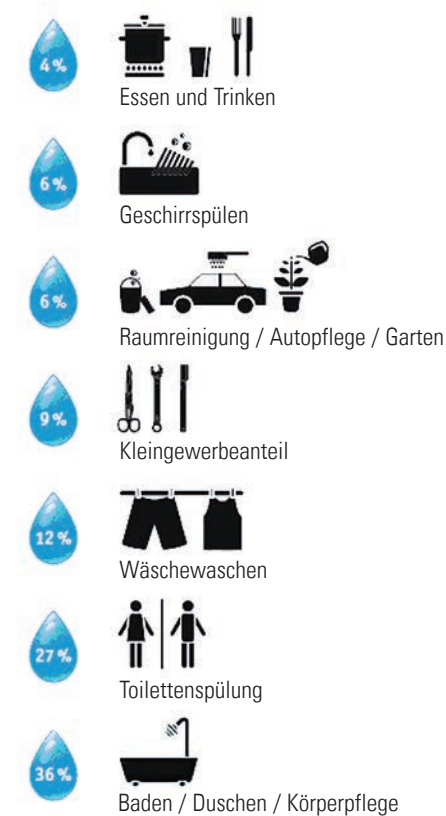 4 %
Essen und Trinken
6 %
Geschirrspülen
6 %
Raumreinigung / Autopflege / Garten
9 %
Kleingewerbeanteil
12 %
Wäschewaschen
27 %
Toilettenspülung
36 %
Baden / Duschen / Körperpflege